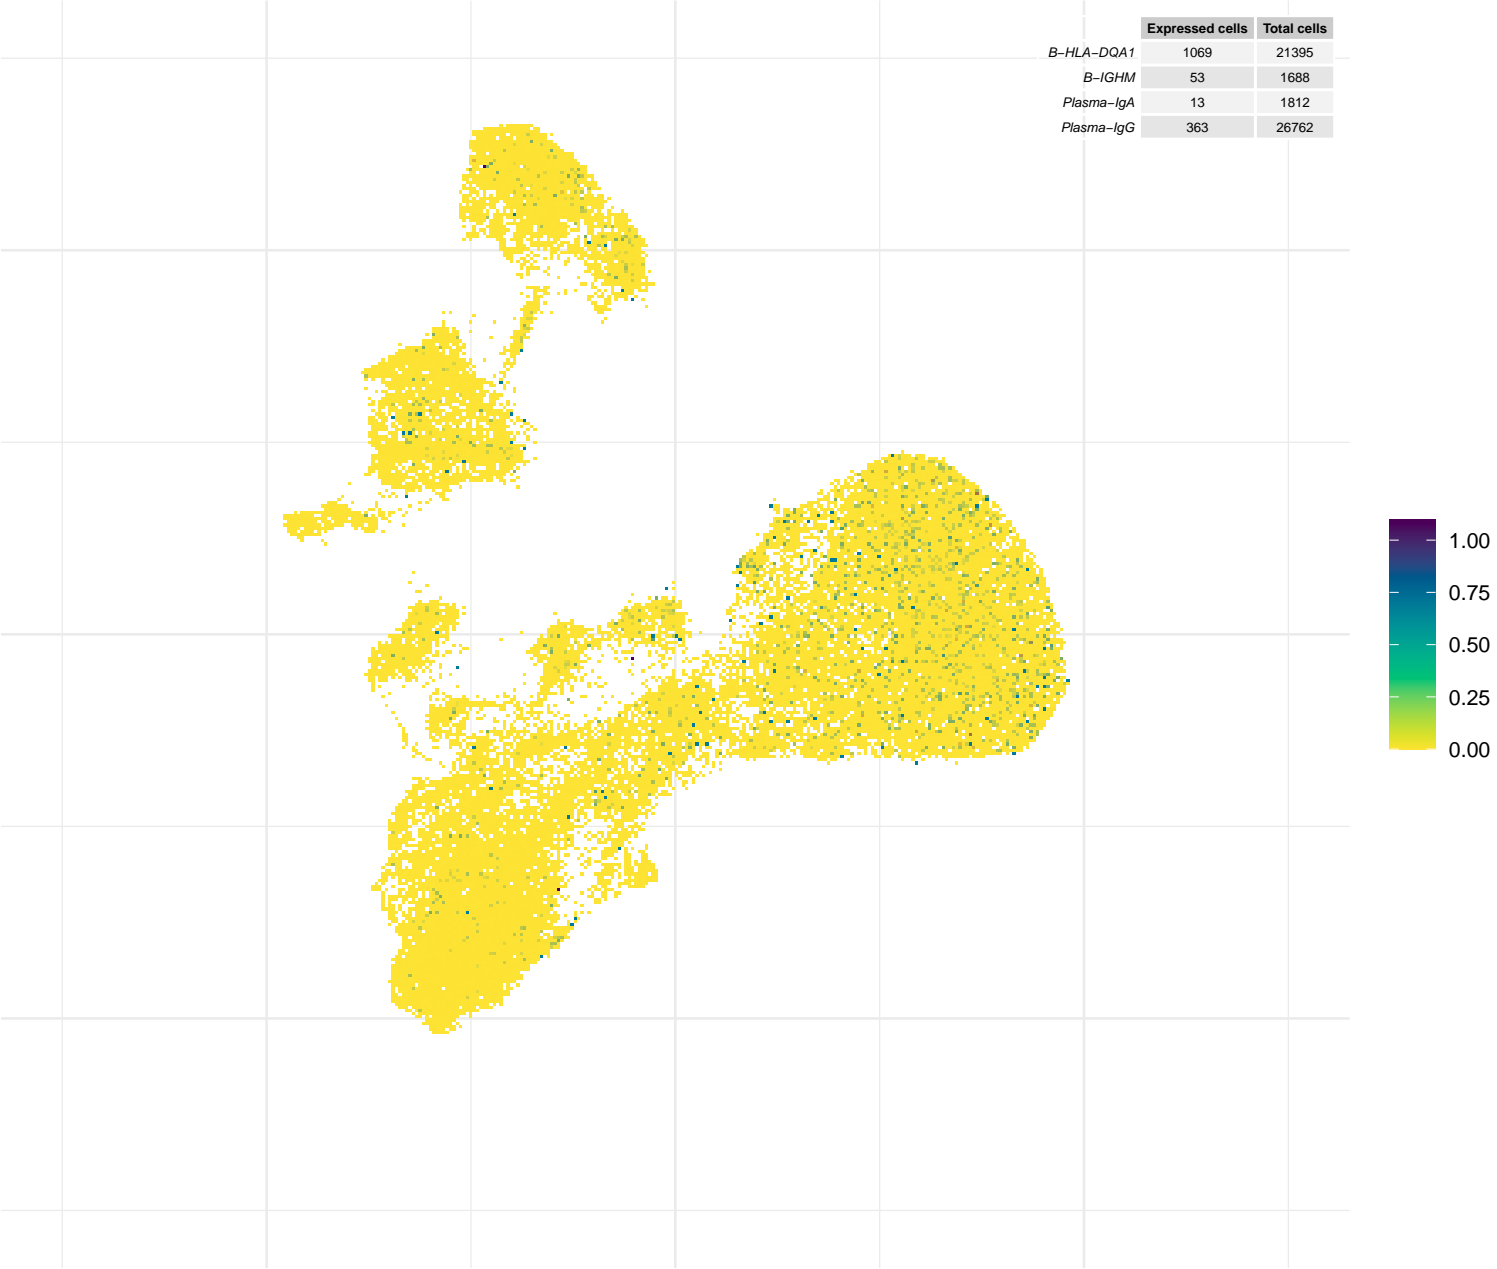 Expressed cells Total cells
B−HLA−DQA1 1069 21395
B−IGHM 53 1688
Plasma−IgA 13 1812
Plasma−IgG 363 26762
1.00
0.75
0.50
0.25
0.00